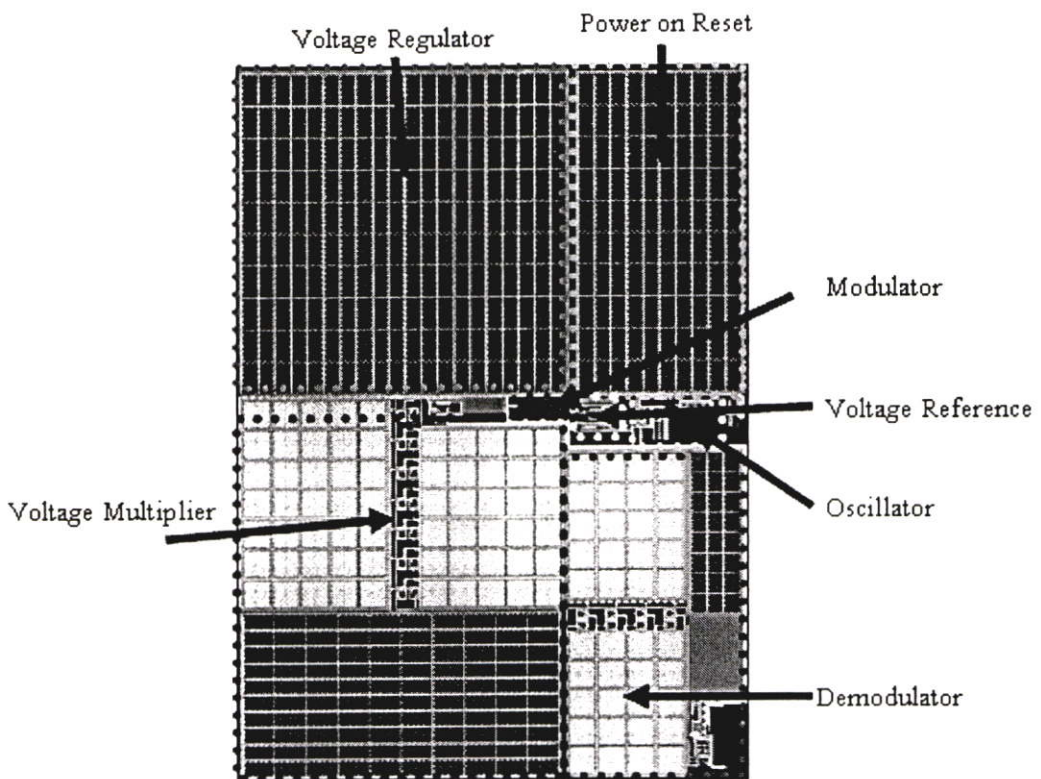 Power on Reset
Voltage Regulator
Modulator
Voltage Reference
Voltage Multiplier
Oscillator
Demodulator